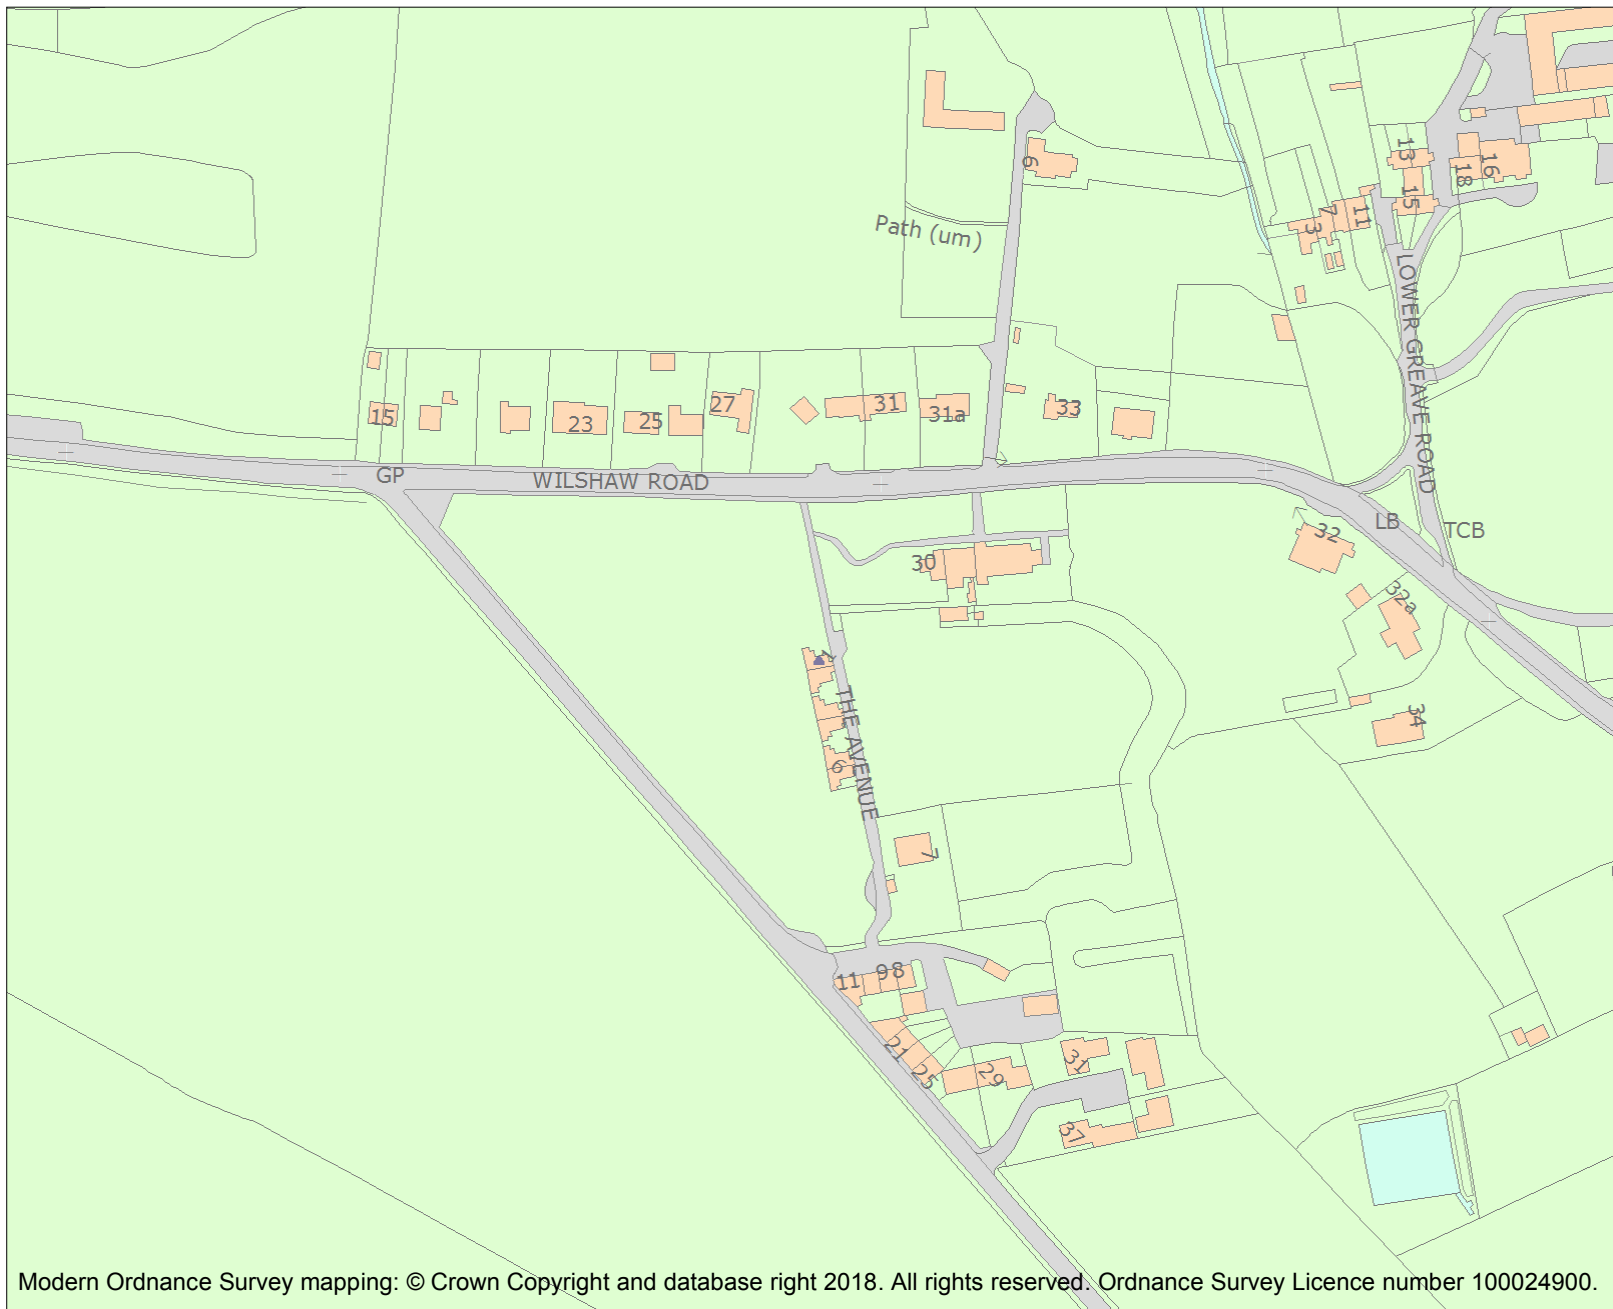 13
6
18
16
15
7
11
3
Path (um)
LOWER GREAVE ROAD
15
23
25
27
31
31a
33
GP
WILSHAW ROAD
LB
TCB
32
30
32a
1
THE AVENUE
34
6
7
11
9
8
21
25
29
31
37
Modern Ordnance Survey mapping: © Crown Copyright and database right 2018. All rights reserved. Ordnance Survey Licence number 100024900.